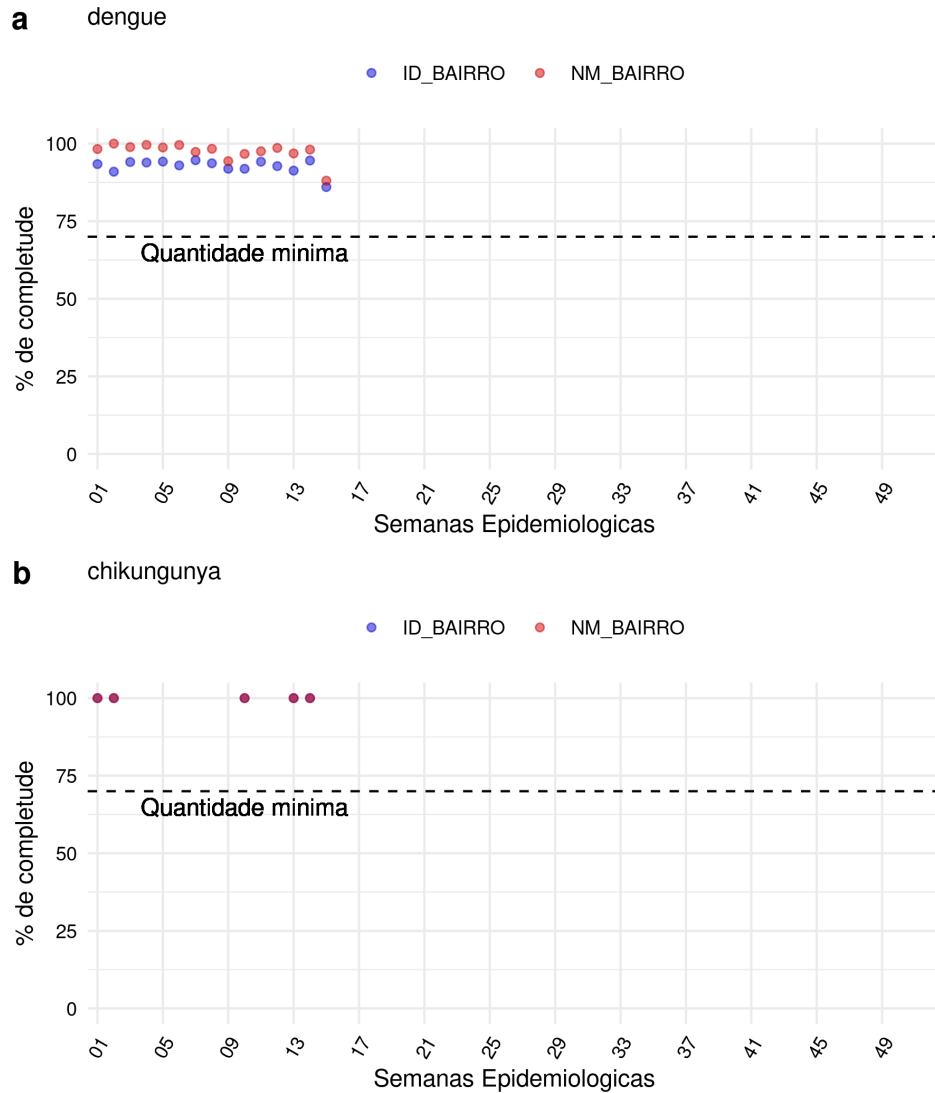 a dengue
ID_BAIRRO NM_BAIRRO
100
75
50
25
0
% de completude
Quantidade minima
01 05 09 13 17 21 25 29 33 37 41 45 49
Semanas Epidemiologicas
b chikungunya
ID_BAIRRO NM_BAIRRO
100
75
50
25
0
% de completude
Quantidade minima
01 05 09 13 17 21 25 29 33 37 41 45 49
Semanas Epidemiologicas